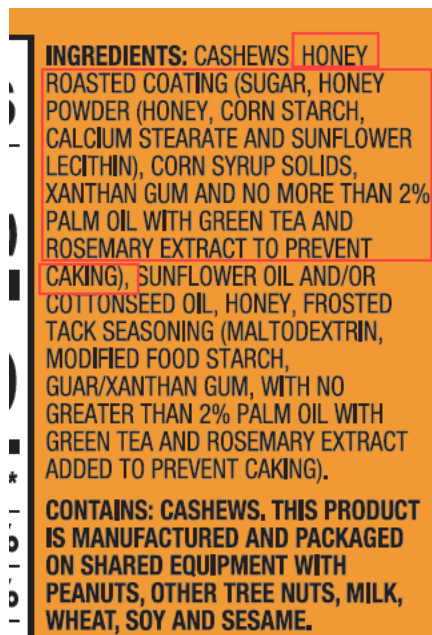 INGREDIENTS: CASHEWS, HONEY
ROASTED COATING (SUGAR, HONEY
POWDER (HONEY, CORN STARCH,
CALCIUM STEARATE AND SUNFLOWER
LECITHIN), CORN SYRUP SOLIDS,
XANTHAN GUM AND NO MORE THAN 2%
PALM OIL WITH GREEN TEA AND
ROSEMARY EXTRACT TO PREVENT
CAKING), SUNFLOWER OIL AND/OR
COTTONSEED OIL, HONEY, FROSTED
TACK SEASONING (MALTODEXTRIN,
MODIFIED FOOD STARCH,
GUAR/XANTHAN GUM, WITH NO
GREATER THAN 2% PALM OIL WITH
GREEN TEA AND ROSEMARY EXTRACT
ADDED TO PREVENT CAKING).
CONTAINS: CASHEWS. THIS PRODUCT
IS MANUFACTURED AND PACKAGED
ON SHARED EQUIPMENT WITH
PEANUTS, OTHER TREE NUTS, MILK,
WHEAT, SOY AND SESAME.